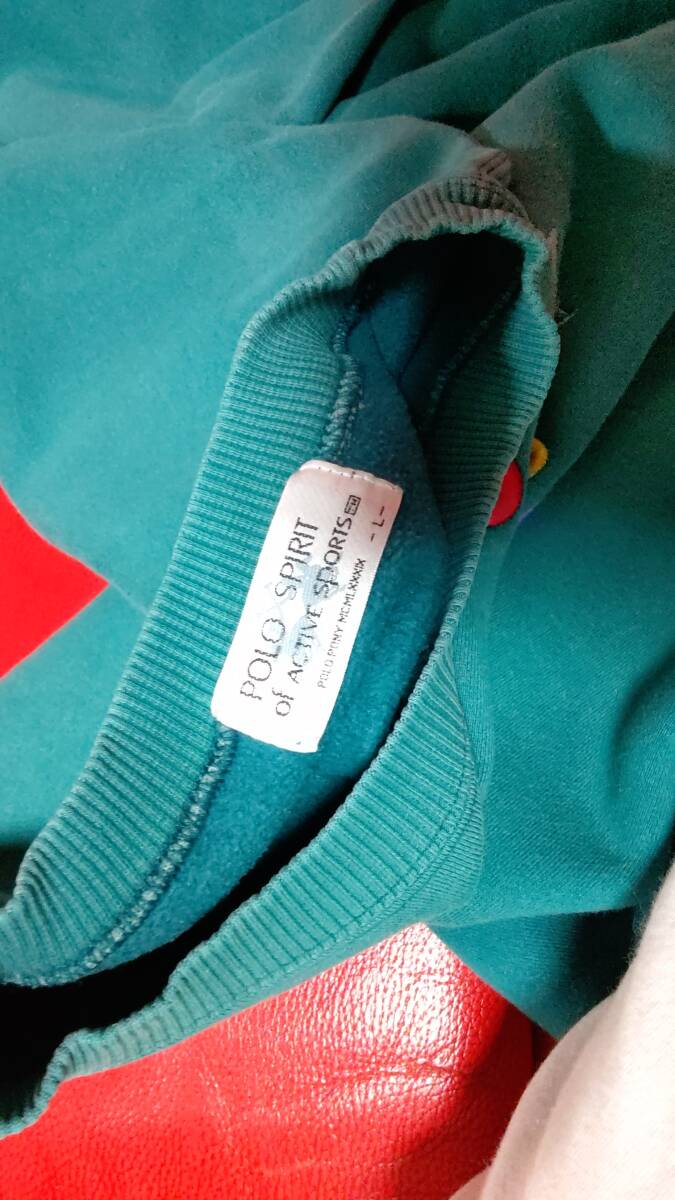 POLO SPIRIT
of ACTIVE SPORTS
POLO PONY MCMLXXXIX
- L -